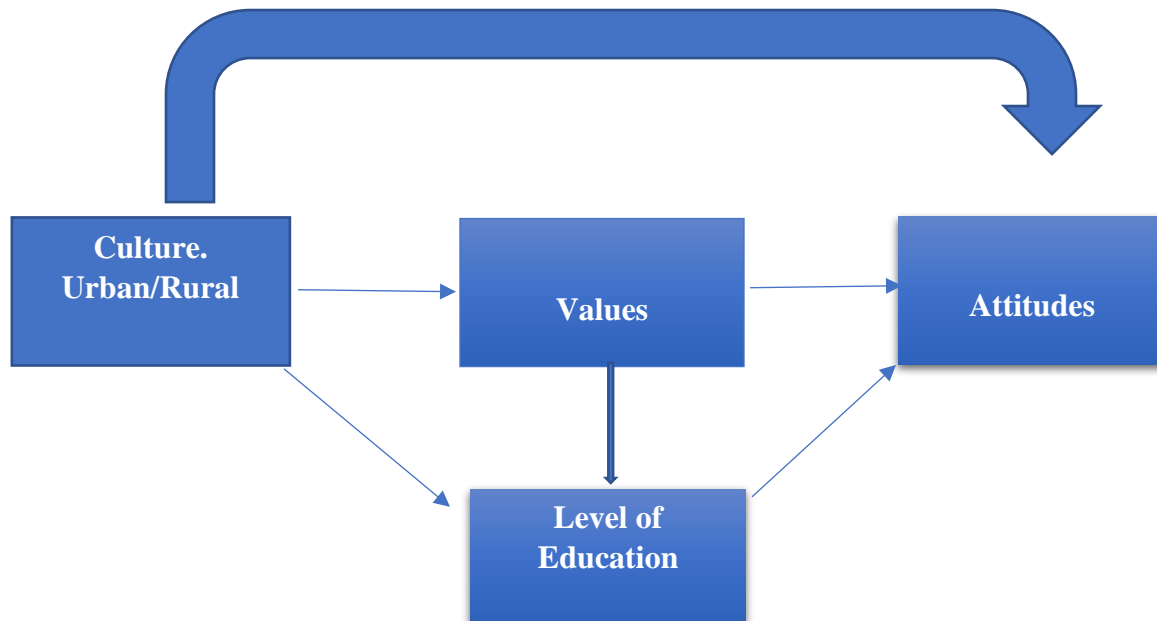 Culture.
Urban/Rural
Values
Attitudes
Level of
Education